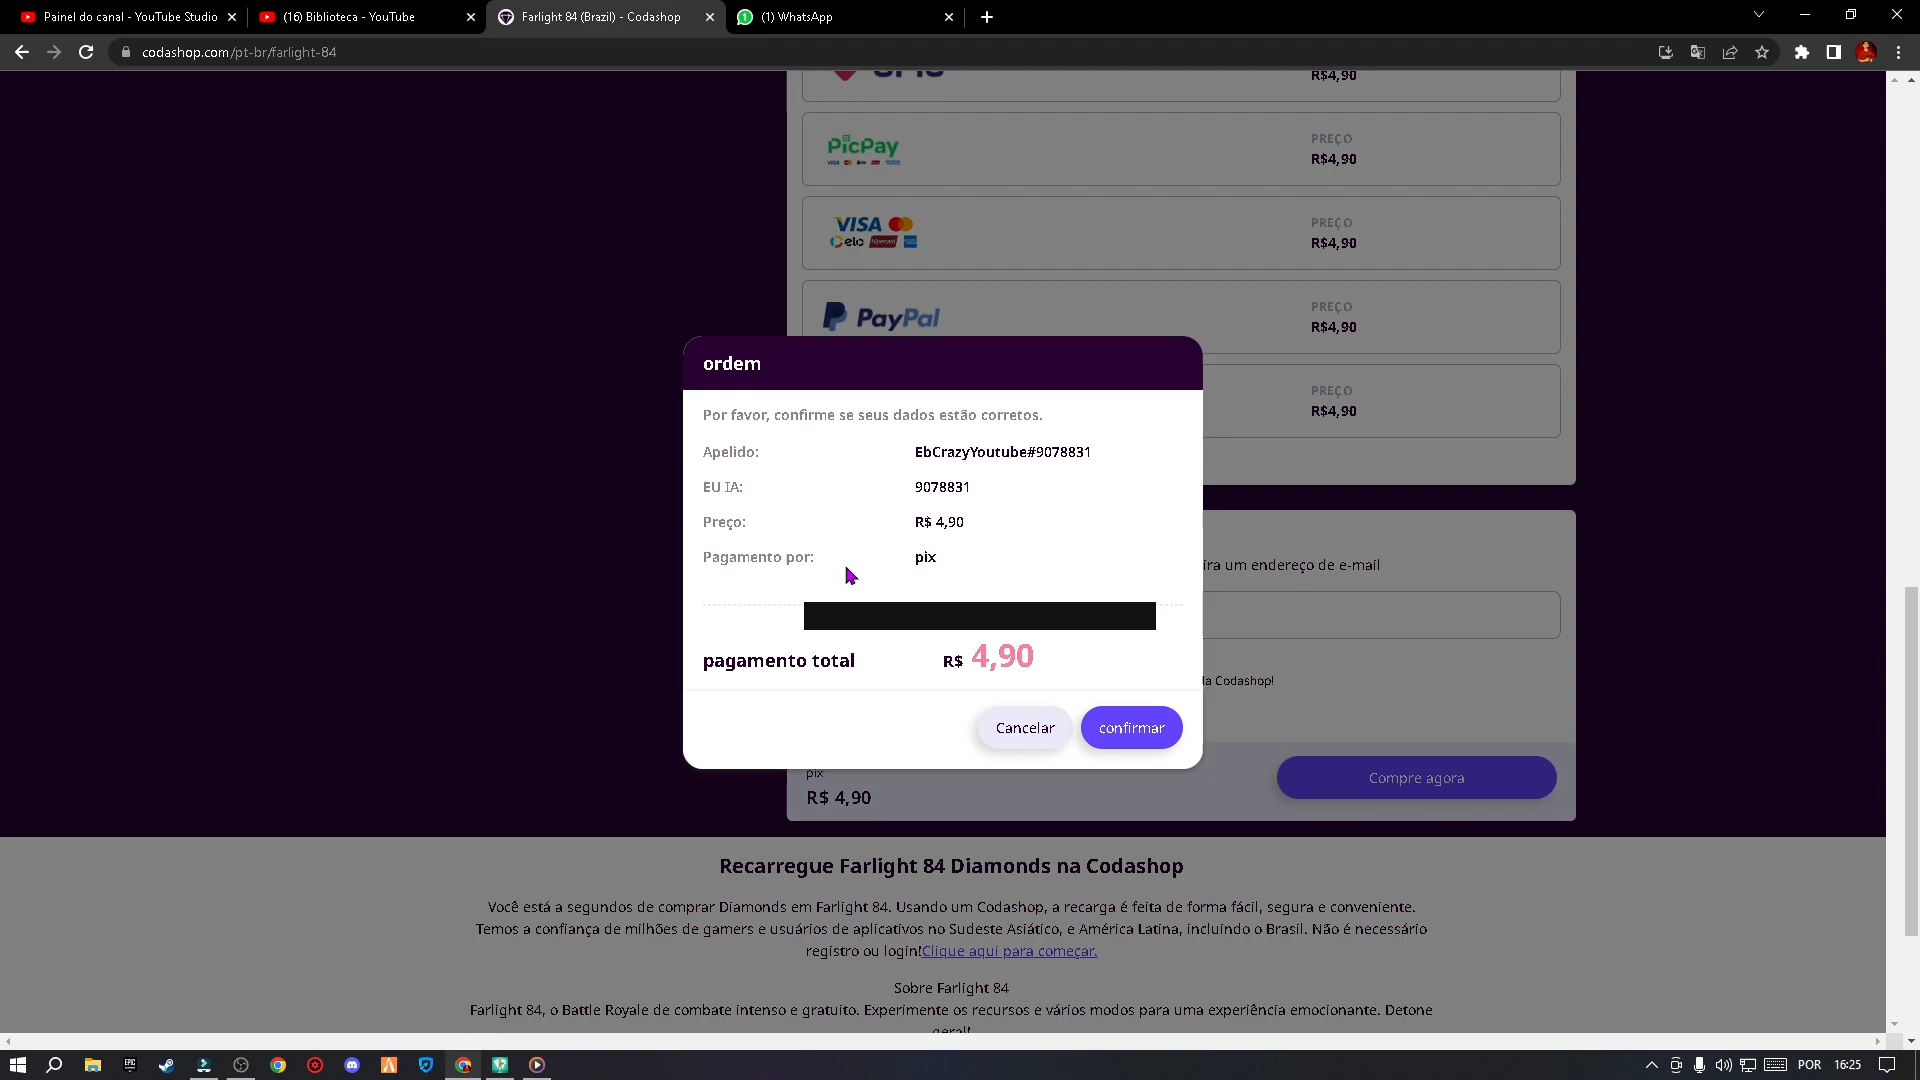 Painel do canal - YouTube Studio
(16) Biblioteca - YouTube
Farlight 84 (Brazil) - Codashop
(1) WhatsApp
codashop.com/pt-br/farlight-84
R$4,90
PicPay
PREÇO
R$4,90
VISA
elo
Hipercard
PREÇO
R$4,90
PayPal
PREÇO
R$4,90
PREÇO
R$4,90
ordem
Por favor, confirme se seus dados estão corretos.
Apelido: EbCrazyYoutube#9078831
EU IA: 9078831
Preço: R$ 4,90
Pagamento por: pix
pagamento total R$ 4,90
Cancelar
confirmar
ira um endereço de e-mail
la Codashop!
pix
R$ 4,90
Compre agora
Recarregue Farlight 84 Diamonds na Codashop
Você está a segundos de comprar Diamonds em Farlight 84. Usando um Codashop, a recarga é feita de forma fácil, segura e conveniente.
Temos a confiança de milhões de gamers e usuários de aplicativos no Sudeste Asiático, e América Latina, incluindo o Brasil. Não é necessário
registro ou login!Clique aqui para começar.
Sobre Farlight 84
Farlight 84, o Battle Royale de combate intenso e gratuito. Experimente os recursos e vários modos para uma experiência emocionante. Detone
geral!
POR
16:25